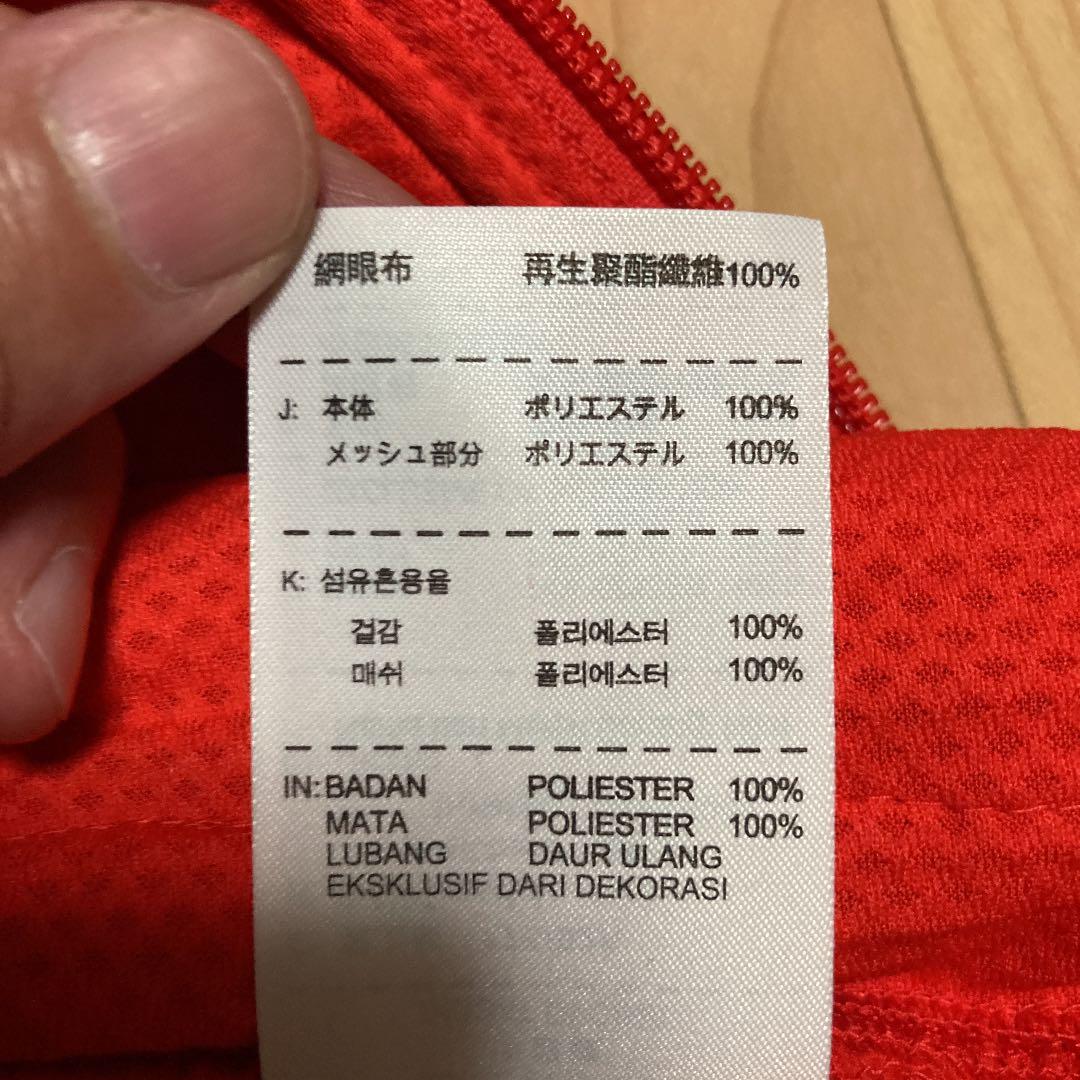 網眼布 再生聚酯纖維100%
J: 本体 ポリエステル 100%
メッシュ部分 ポリエステル 100%
K: 섬유혼용율
겉감 폴리에스터 100%
매쉬 폴리에스터 100%
IN: BADAN POLIESTER 100%
MATA POLIESTER 100%
LUBANG DAUR ULANG
EKSKLUSIF DARI DEKORASI